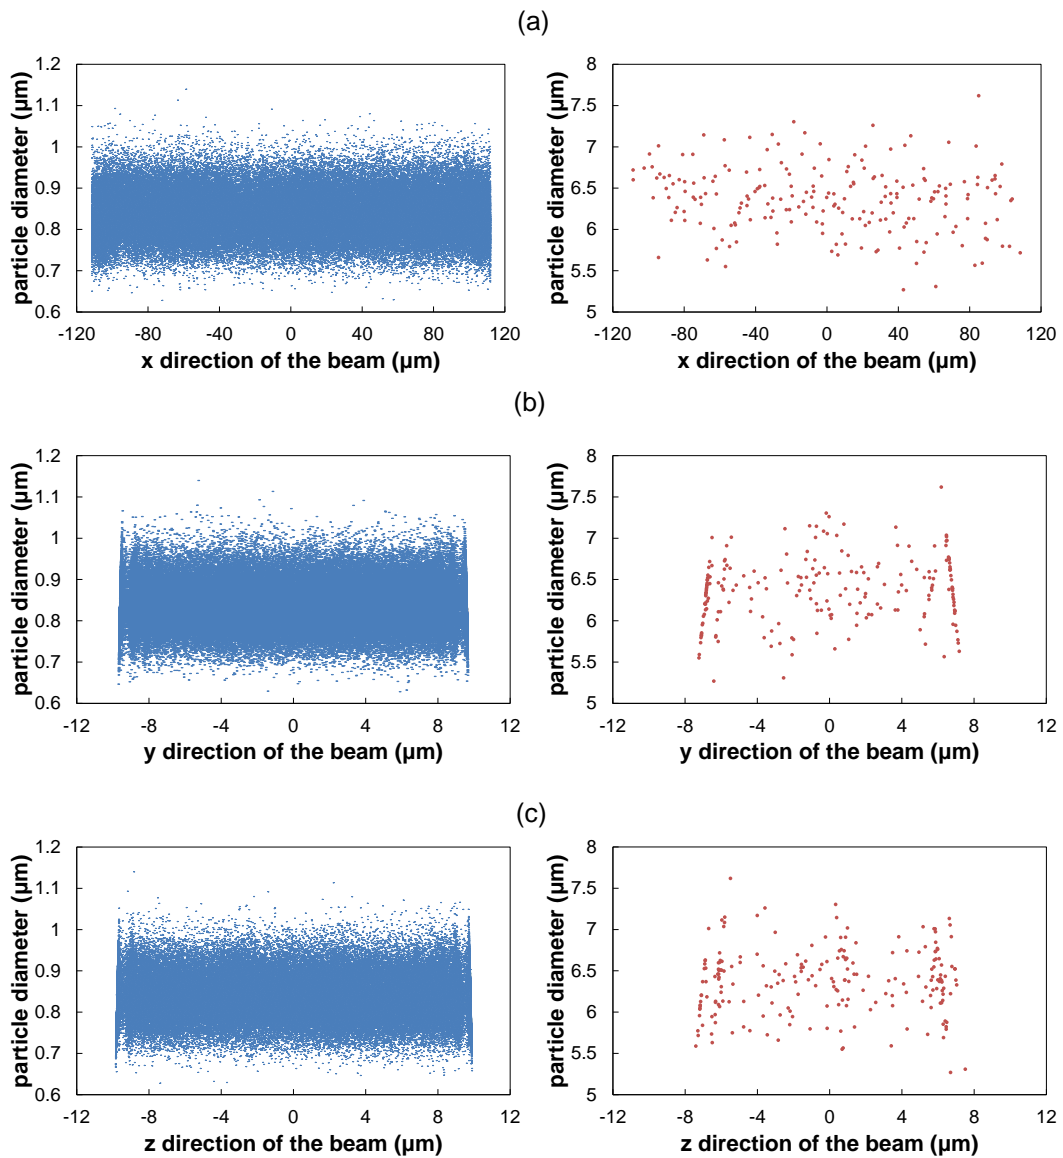 (a)
particle diameter (µm)
1.2
1.1
1
0.9
0.8
0.7
0.6
-120 -80 -40 0 40 80 120
x direction of the beam (µm)
particle diameter (µm)
8
7.5
7
6.5
6
5.5
5
-120 -80 -40 0 40 80 120
x direction of the beam (µm)
(b)
particle diameter (µm)
1.2
1.1
1
0.9
0.8
0.7
0.6
-12 -8 -4 0 4 8 12
y direction of the beam (µm)
particle diameter (µm)
8
7.5
7
6.5
6
5.5
5
-12 -8 -4 0 4 8 12
y direction of the beam (µm)
(c)
particle diameter (µm)
1.2
1.1
1
0.9
0.8
0.7
0.6
-12 -8 -4 0 4 8 12
z direction of the beam (µm)
particle diameter (µm)
8
7.5
7
6.5
6
5.5
5
-12 -8 -4 0 4 8 12
z direction of the beam (µm)